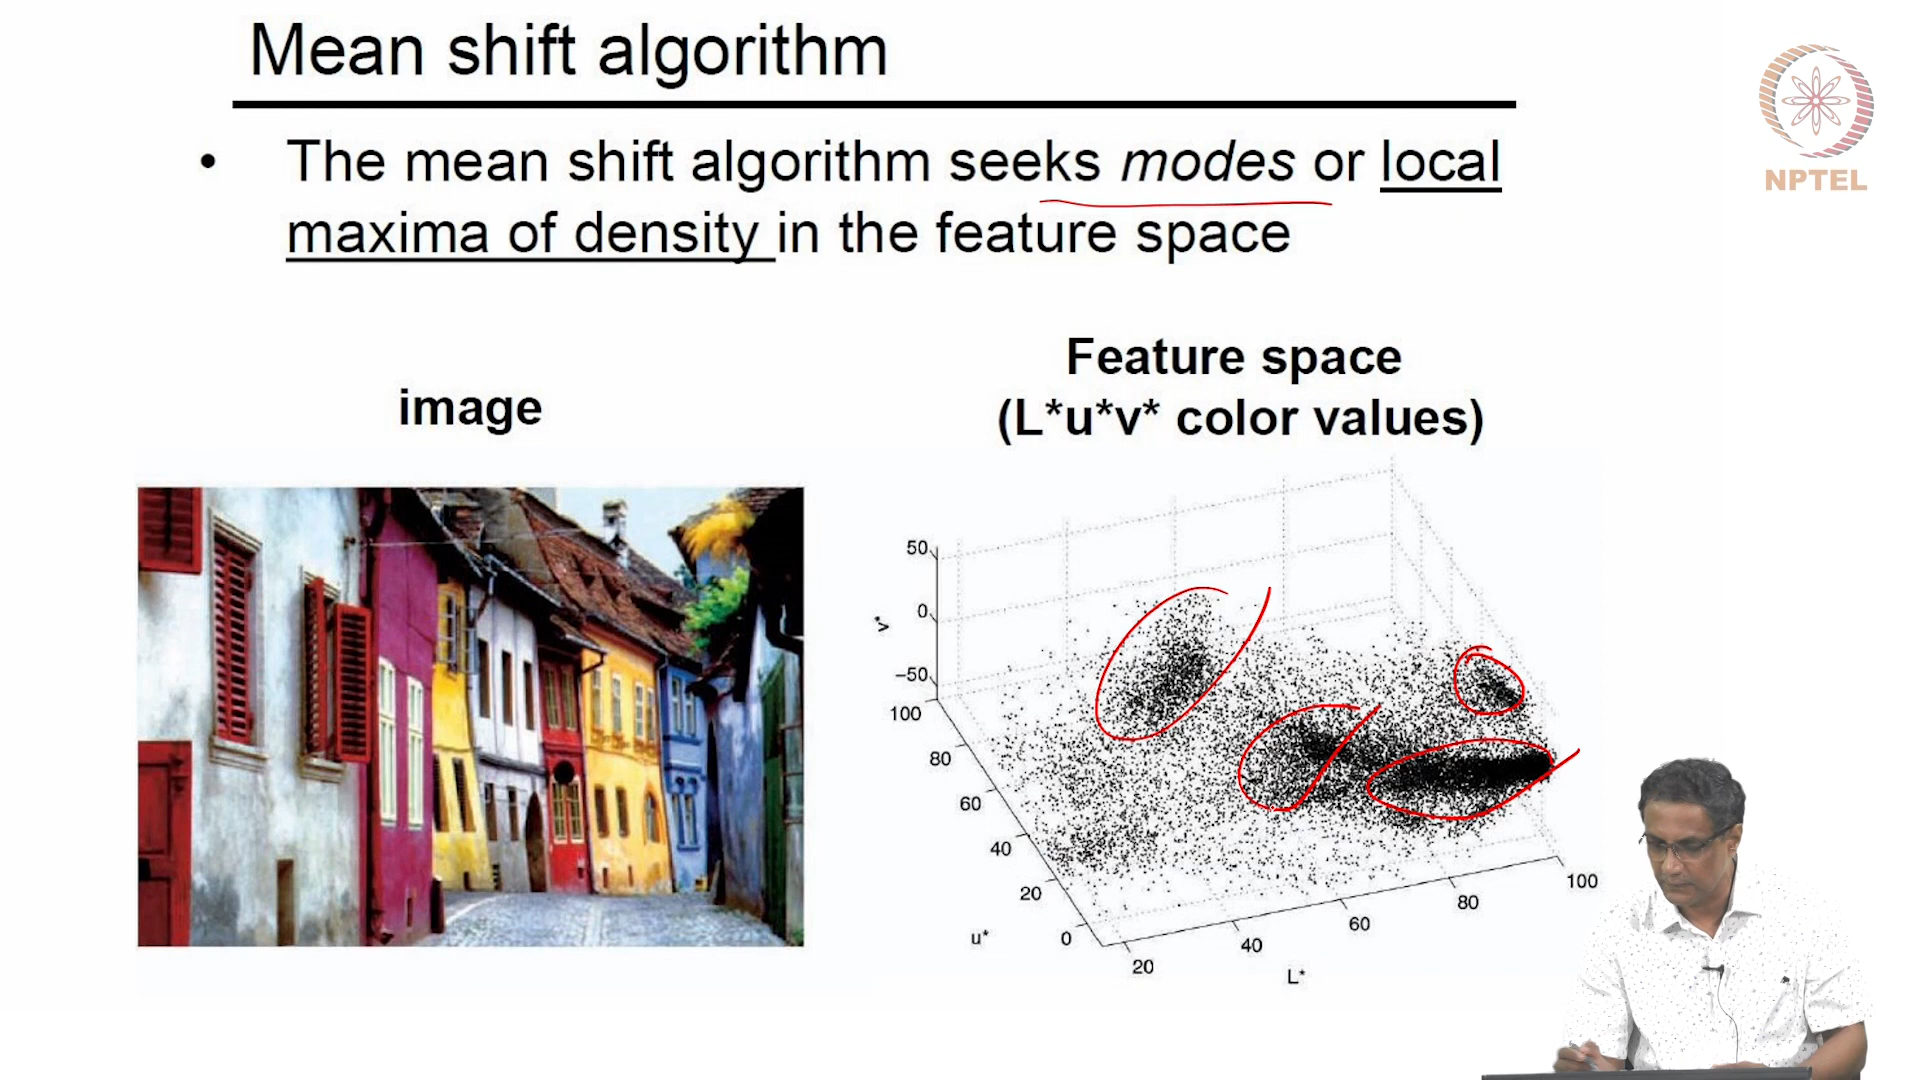 Mean shift algorithm
NPTEL
• The mean shift algorithm seeks modes or local
maxima of density in the feature space
image
Feature space
(L*u*v* color values)
50
0
−50
v*
100
80
60
40
20
0
u*
20
40
60
80
100
L*